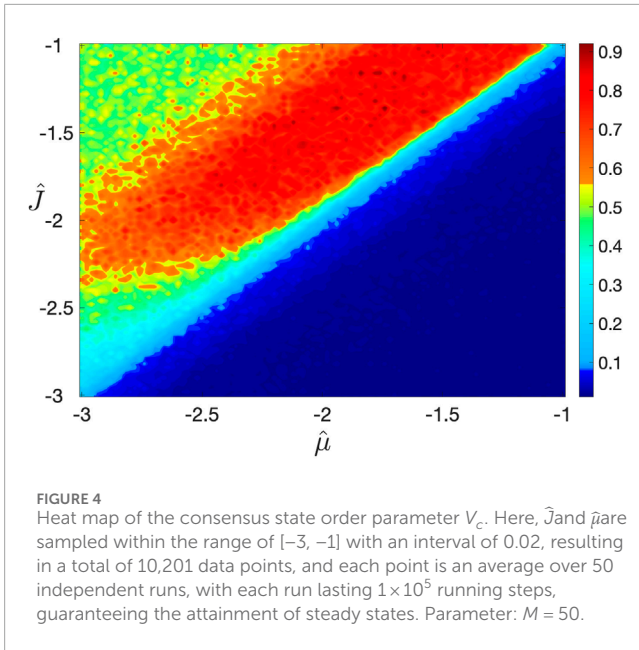 -1
-1.5
Ĵ
-2
-2.5
-3
-3
-2.5
-2
-1.5
-1
μ̂
0.9
0.8
0.7
0.6
0.5
0.4
0.3
0.2
0.1
FIGURE 4
Heat map of the consensus state order parameter V_c. Here, Ĵand μ̂are
sampled within the range of [−3, −1] with an interval of 0.02, resulting
in a total of 10,201 data points, and each point is an average over 50
independent runs, with each run lasting 1×10⁵ running steps,
guaranteeing the attainment of steady states. Parameter: M = 50.